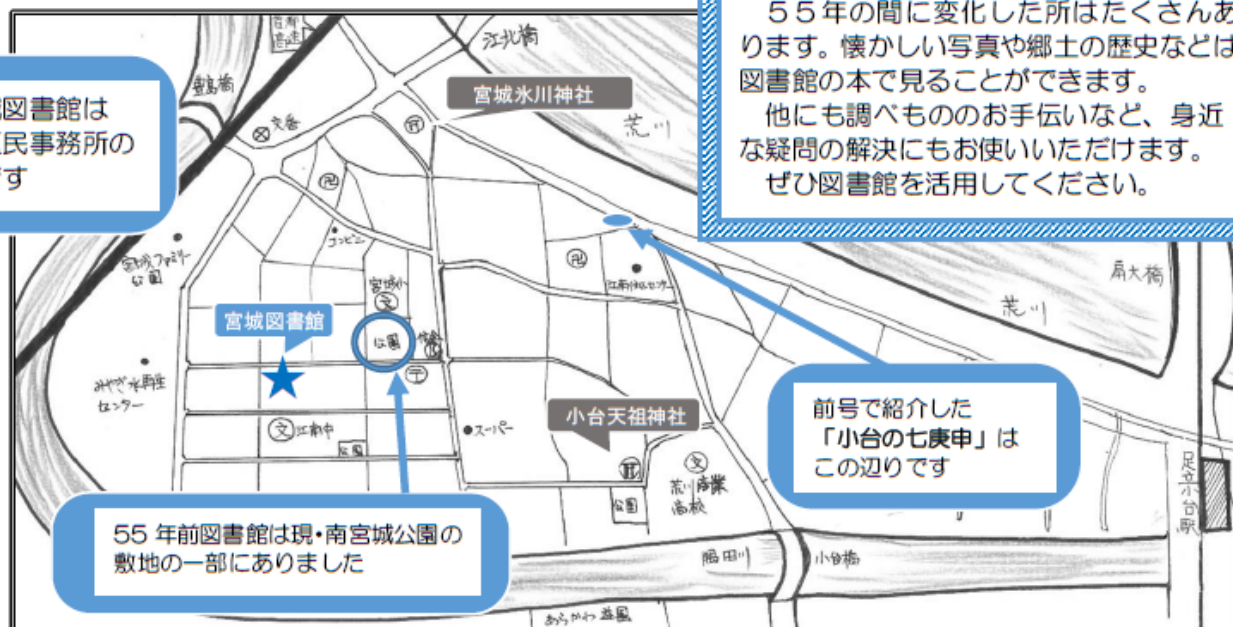 55年の間に変化した所はたくさんあ
ります。懐かしい写真や郷土の歴史などは
図書館の本で見ることができます。
他にも調べもののお手伝いなど、身近
な疑問の解決にもお使いいただけます。
ぜひ図書館を活用してください。
図書館は
民事務所の
す
江北橋
豊島橋
交番
宮城氷川神社
荒川
卍
コンビニ
宮城ファミリー
公園
卍
宮城小
文
宮城図書館
公園
〒
みやぎ水再生
センター
文 江南中
公園
スーパー
小台天祖神社
文
荒川商業
高校
公園
扇大橋
荒川
前号で紹介した
「小台の七庚申」は
この辺りです
足立小台駅
55年前図書館は現・南宮城公園の
敷地の一部にありました
隅田川
小台橋
あらかわ遊園